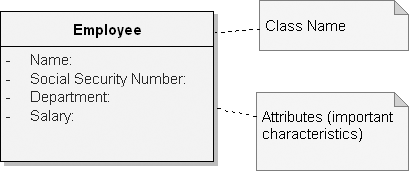 Employee
- Name:
- Social Security Number:
- Department:
- Salary:
Class Name
Attributes (important
characteristics)